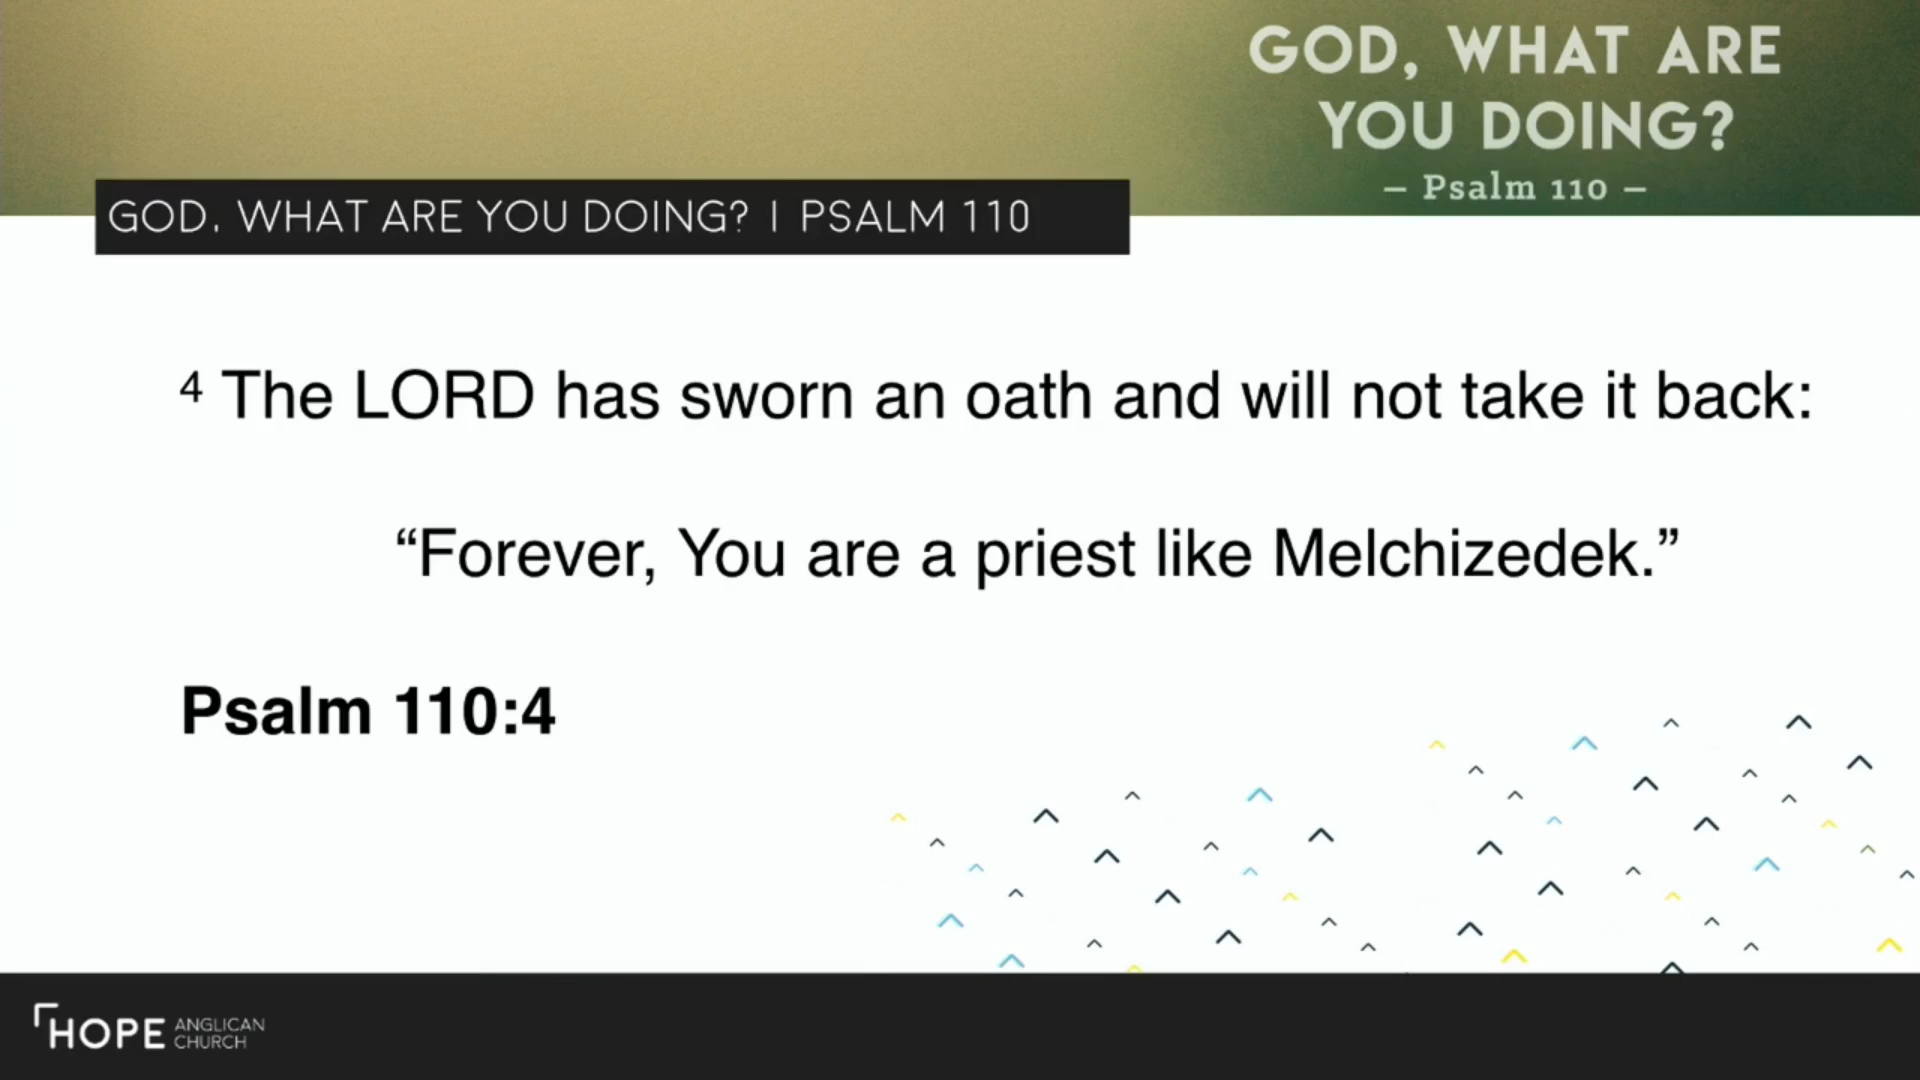 GOD, WHAT ARE
YOU DOING?
– Psalm 110 –
GOD, WHAT ARE YOU DOING? | PSALM 110
⁴ The LORD has sworn an oath and will not take it back:
“Forever, You are a priest like Melchizedek.”
Psalm 110:4
HOPE ANGLICAN
CHURCH